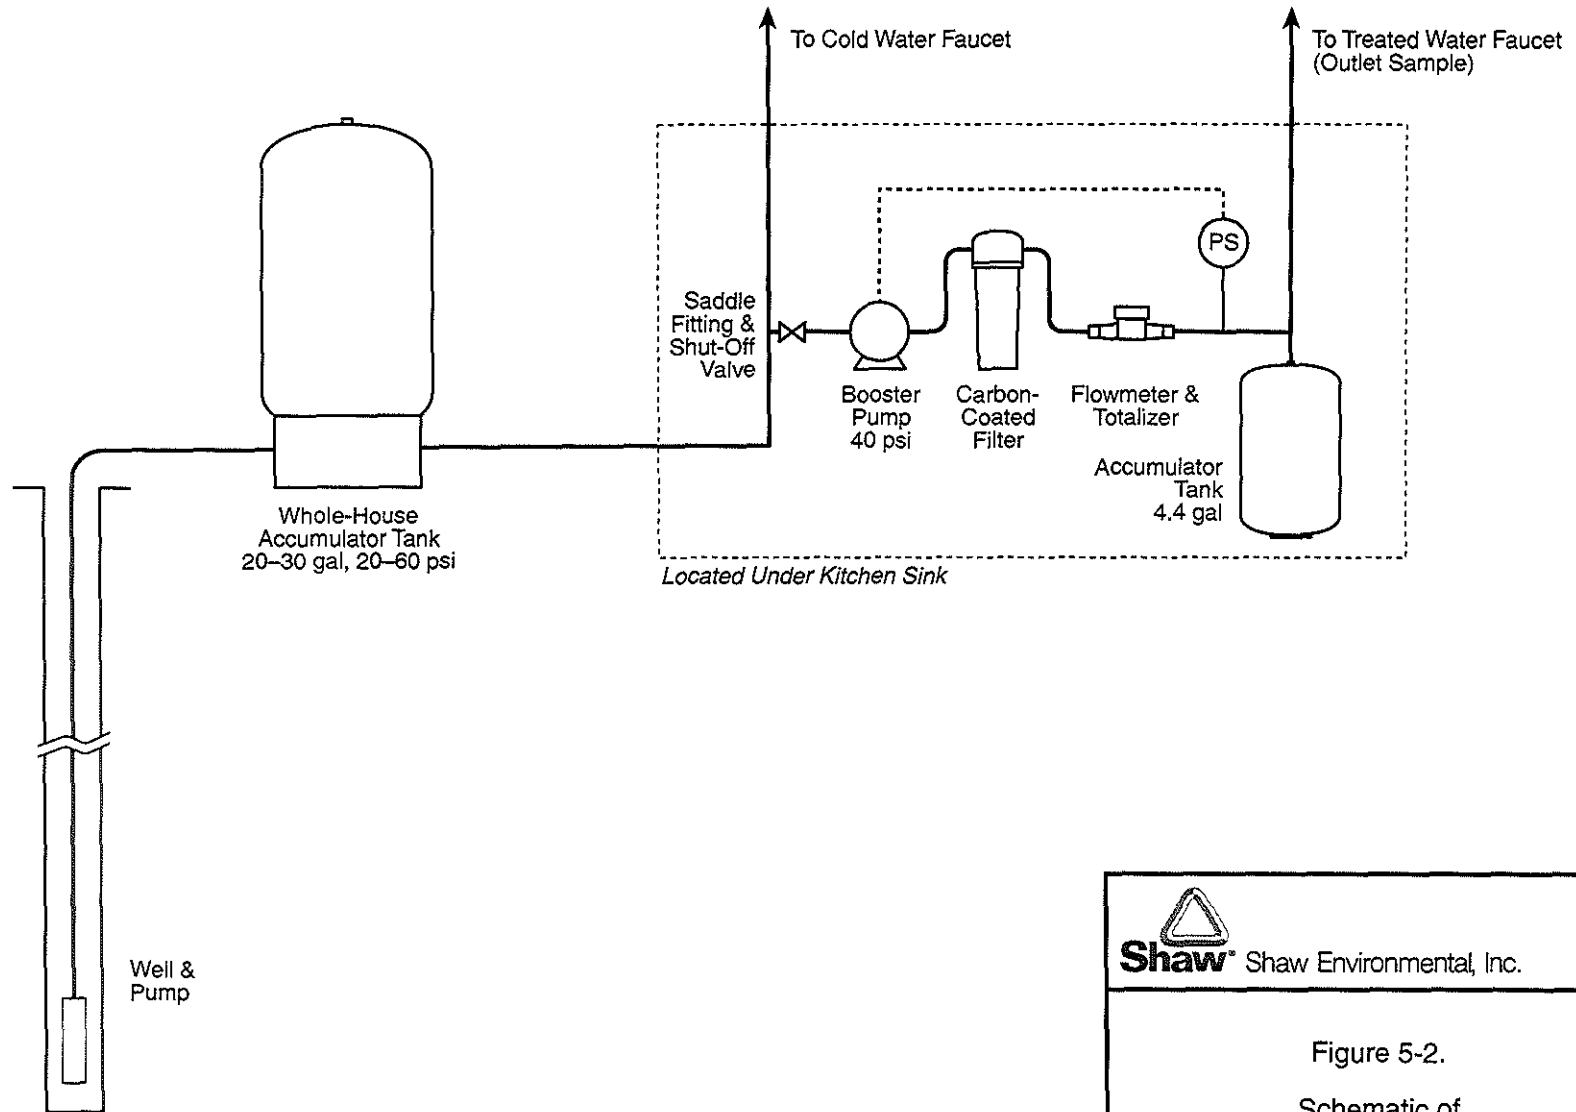 To Cold Water Faucet
To Treated Water Faucet
(Outlet Sample)
PS
Saddle
Fitting &
Shut-Off
Valve
Booster
Pump
40 psi
Carbon-
Coated
Filter
Flowmeter &
Totalizer
Accumulator
Tank
4.4 gal
Whole-House
Accumulator Tank
20–30 gal, 20–60 psi
Located Under Kitchen Sink
Well &
Pump
Shaw Shaw Environmental, Inc.
Figure 5-2.
Schematic of